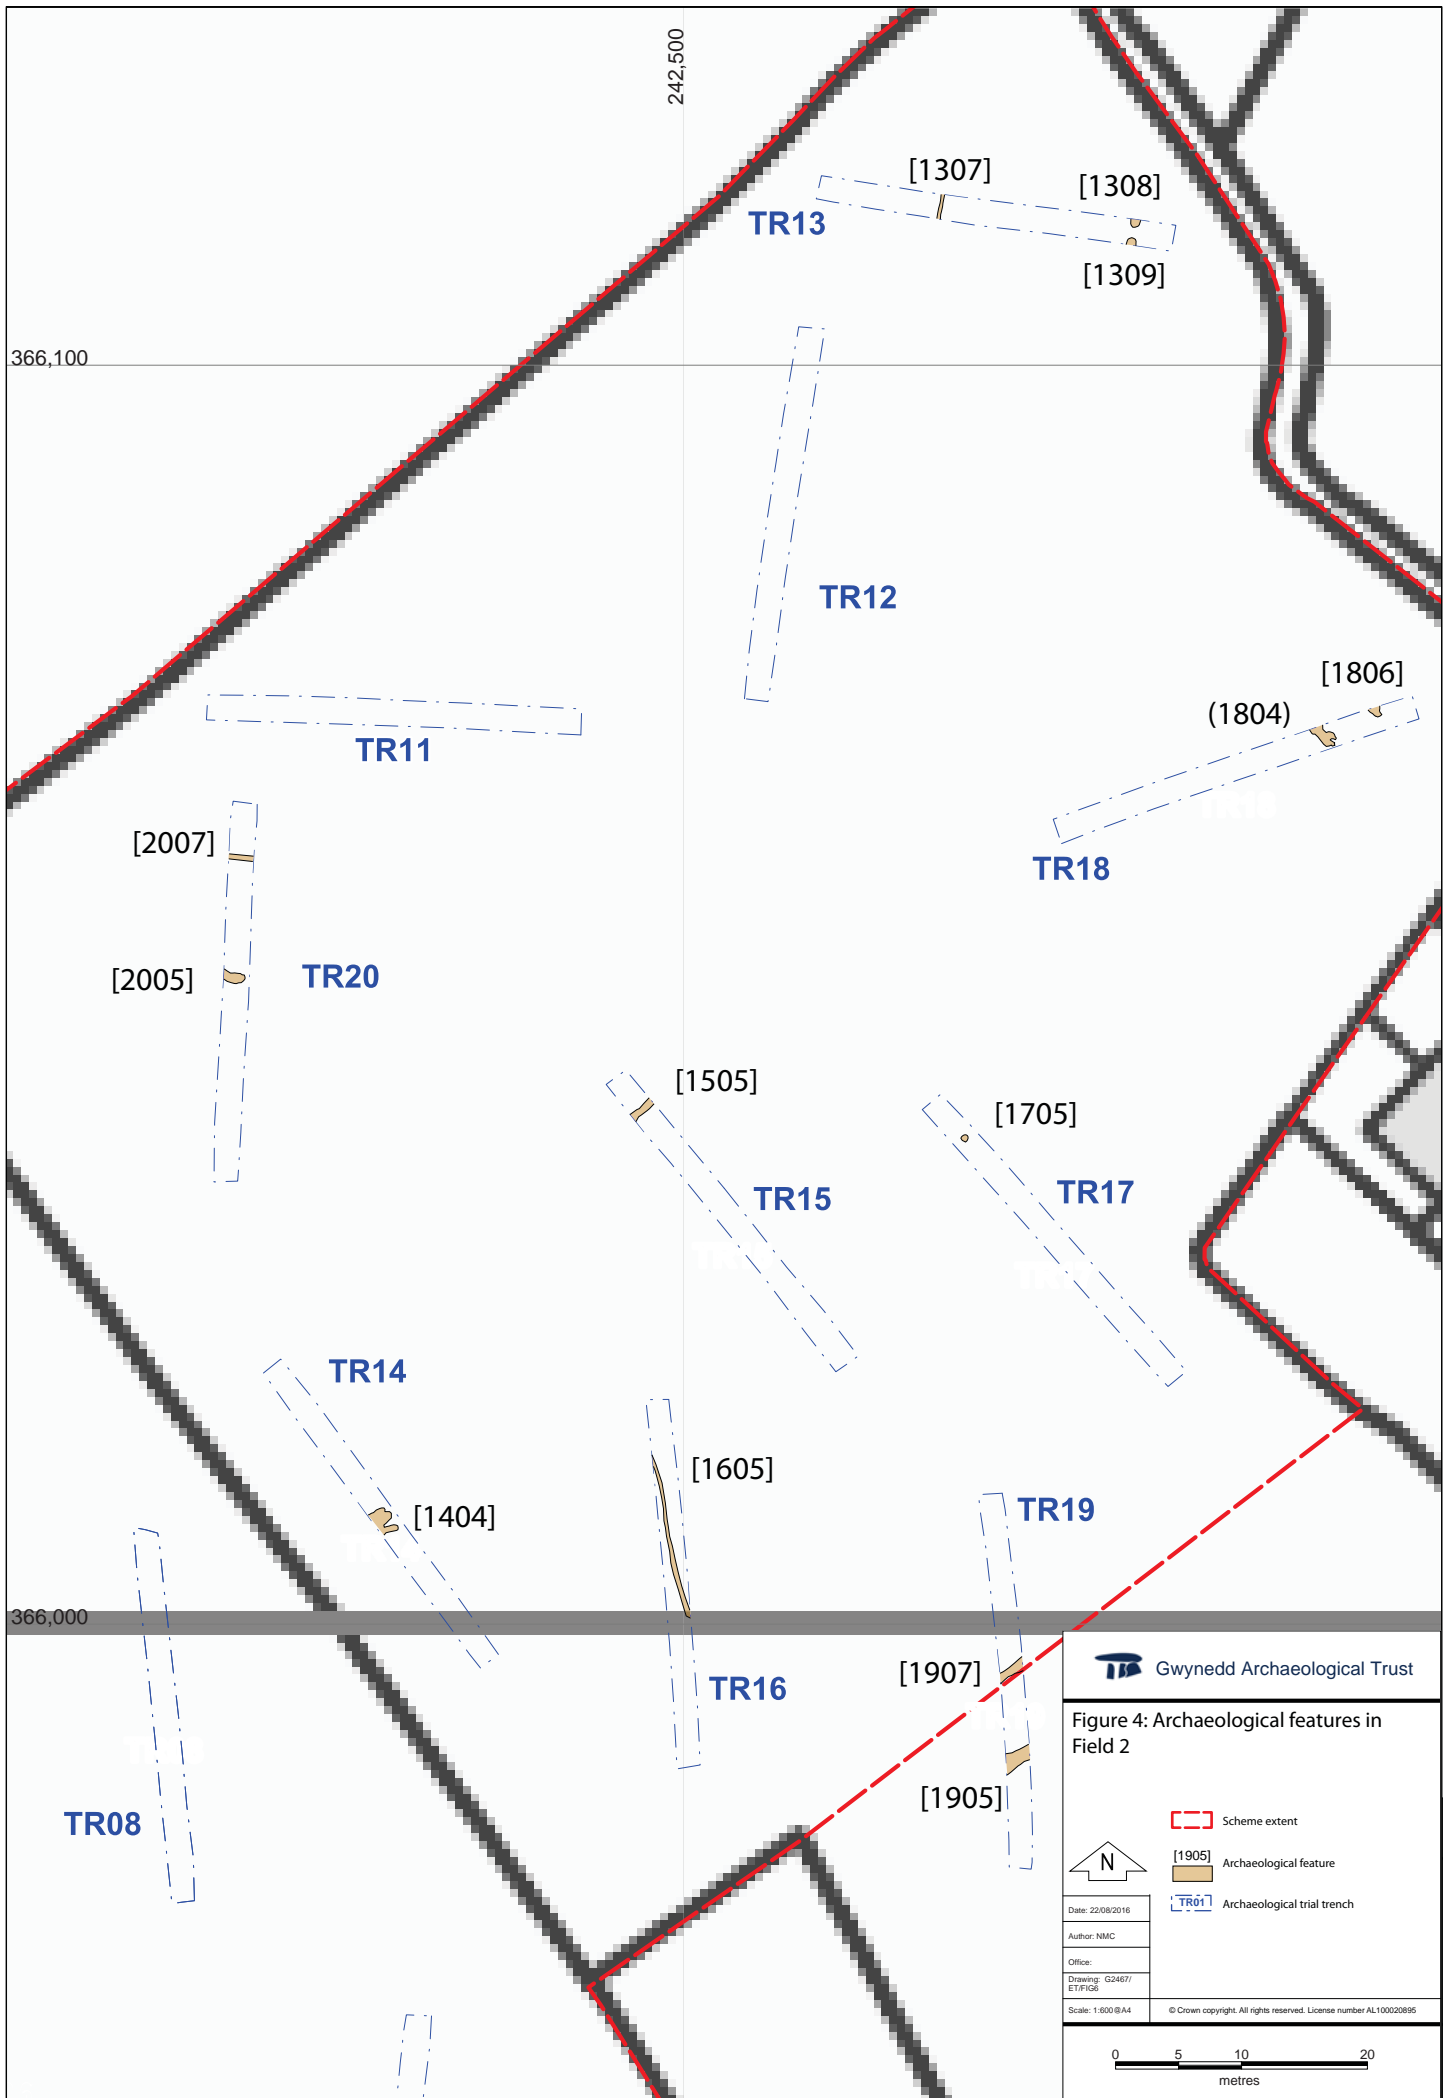 242,500
[1307]
[1308]
TR13
[1309]
366,100
TR12
[1806]
(1804)
TR11
[2007]
TR18
[2005]
TR20
[1505]
[1705]
TR15
TR17
TR14
[1605]
[1404]
TR19
366,000
[1907]
TR16
[1905]
TR08
Gwynedd Archaeological Trust
Figure 4: Archaeological features in
Field 2
Scheme extent
N
[1905]
Archaeological feature
TR01
Archaeological trial trench
Date: 22/08/2016
Author: NMC
Office:
Drawing: G2467/
ET/FIG6
Scale: 1:600@A4
© Crown copyright. All rights reserved. License number AL100020895
0 5 10 20
metres